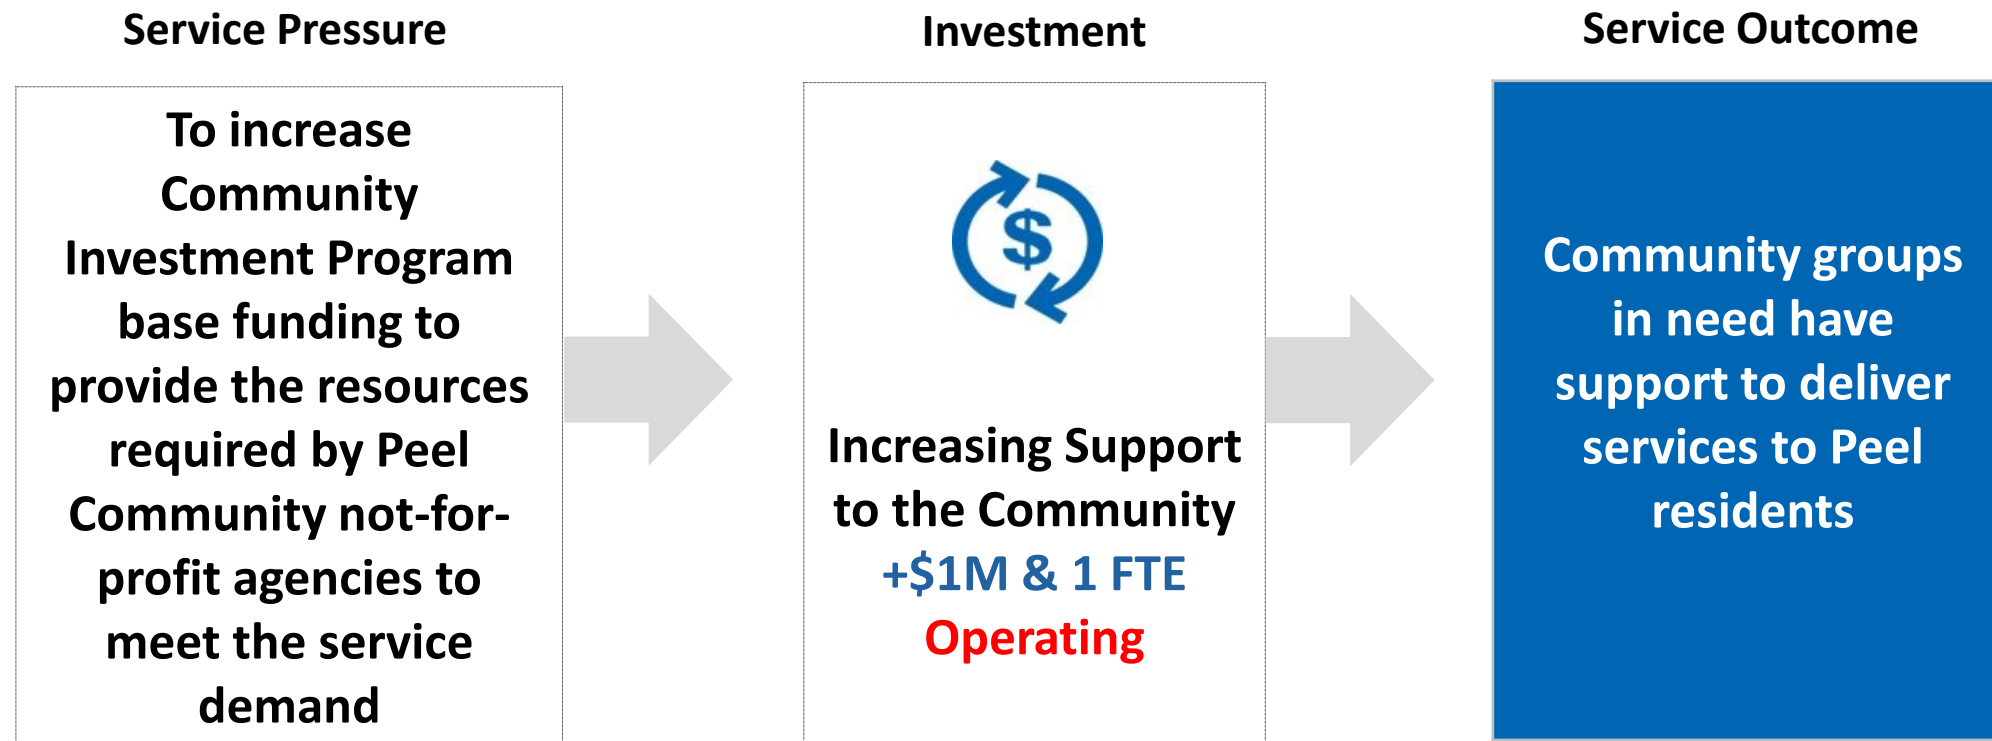 Service Pressure
To increase
Community
Investment Program
base funding to
provide the resources
required by Peel
Community not-for-
profit agencies to
meet the service
demand
Investment
$
Increasing Support
to the Community
+$1M & 1 FTE
Operating
Service Outcome
Community groups
in need have
support to deliver
services to Peel
residents